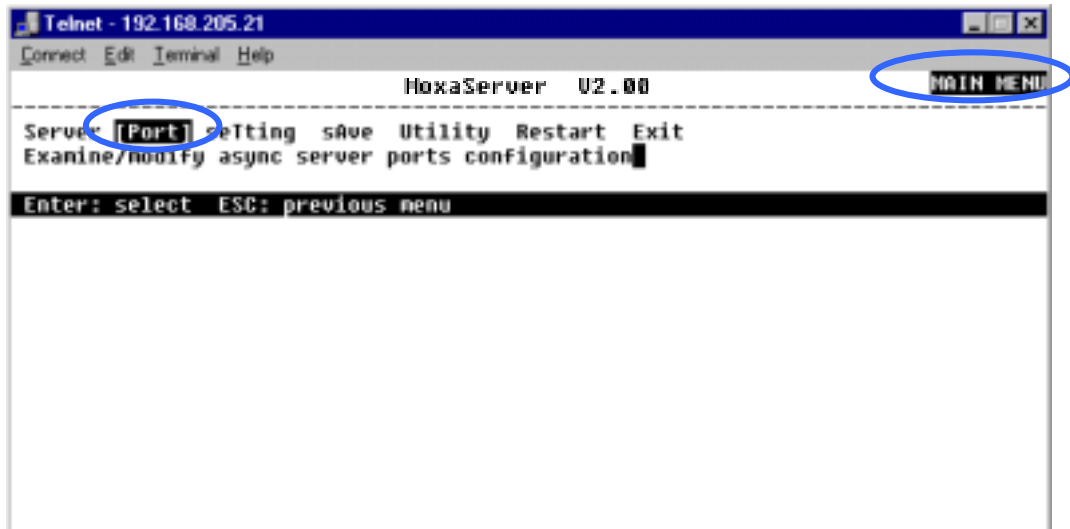 Telnet - 192.168.205.21
Connect Edit Terminal Help
MoxaServer V2.00 MAIN MENU
Server [Port] seTting sAve Utility Restart Exit
Examine/modify async server ports configuration
Enter: select ESC: previous menu